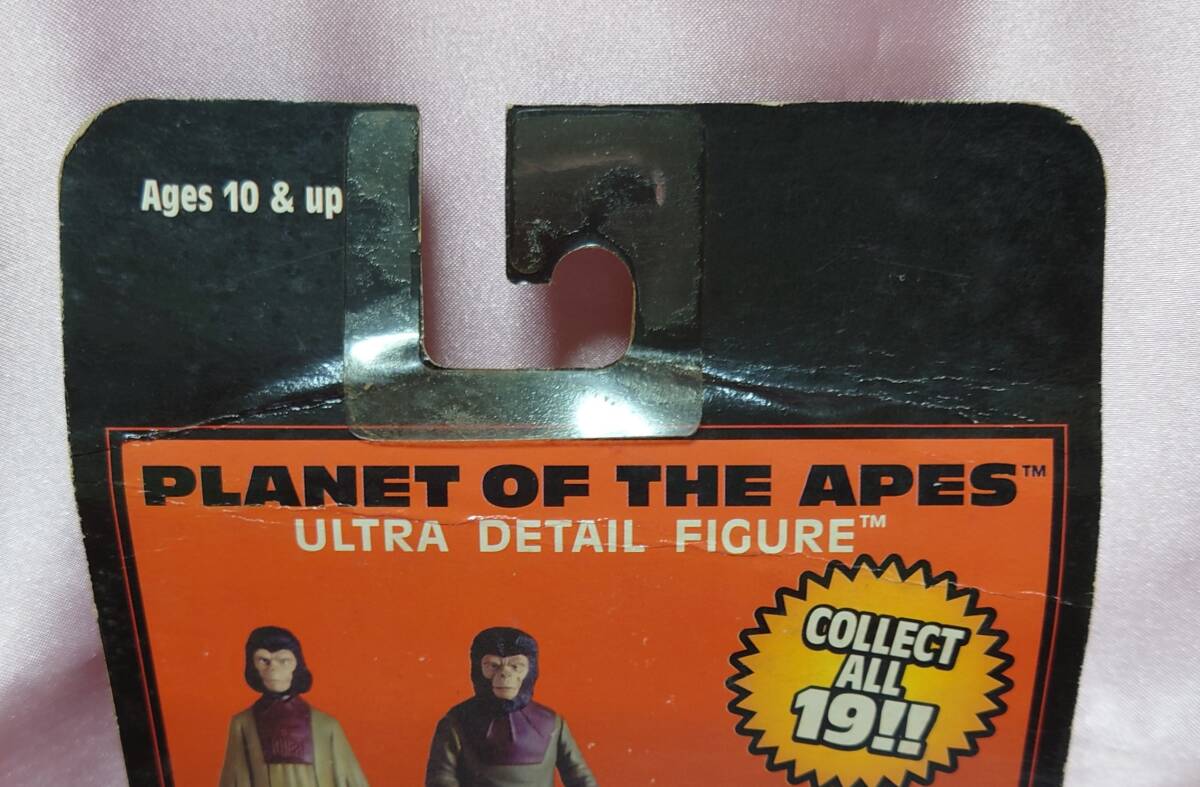 Ages 10 & up
PLANET OF THE APES™
ULTRA DETAIL FIGURE™
COLLECT
ALL
19!!